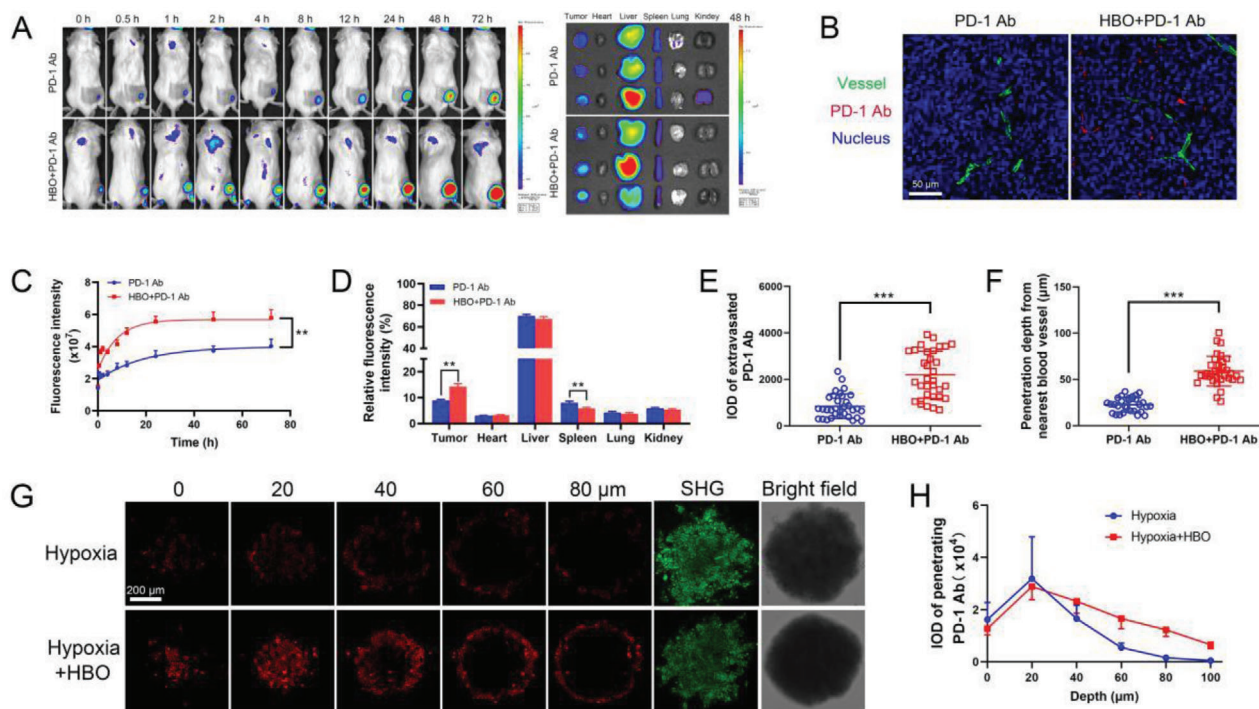 A
0 h 0.5 h 1 h 2 h 4 h 8 h 12 h 24 h 48 h 72 h
PD-1 Ab
HBO+PD-1 Ab
Tumor Heart Liver Spleen Lung Kindey 48 h
PD-1 Ab
HBO+PD-1 Ab
B
PD-1 Ab HBO+PD-1 Ab
Vessel
PD-1 Ab
Nucleus
50 μm
C
Fluorescence intensity
(x10⁷)
8
6
4
2
0
PD-1 Ab
HBO+PD-1 Ab
**
0 20 40 60 80
Time (h)
D
Relative fluorescence
intensity (%)
100
80
60
20
10
0
PD-1 Ab
HBO+PD-1 Ab
** **
Tumor Heart Liver Spleen Lung Kidney
E
IOD of extravasated
PD-1 Ab
6000
4000
2000
0
***
PD-1 Ab HBO+PD-1 Ab
F
Penetration depth from
nearest blood vessel (μm)
150
100
50
0
***
PD-1 Ab HBO+PD-1 Ab
G
0 20 40 60 80 μm SHG Bright field
Hypoxia
200 μm
Hypoxia
+HBO
H
IOD of penetrating
PD-1 Ab (x10⁴)
6
4
2
0
Hypoxia
Hypoxia+HBO
0 20 40 60 80 100
Depth (μm)